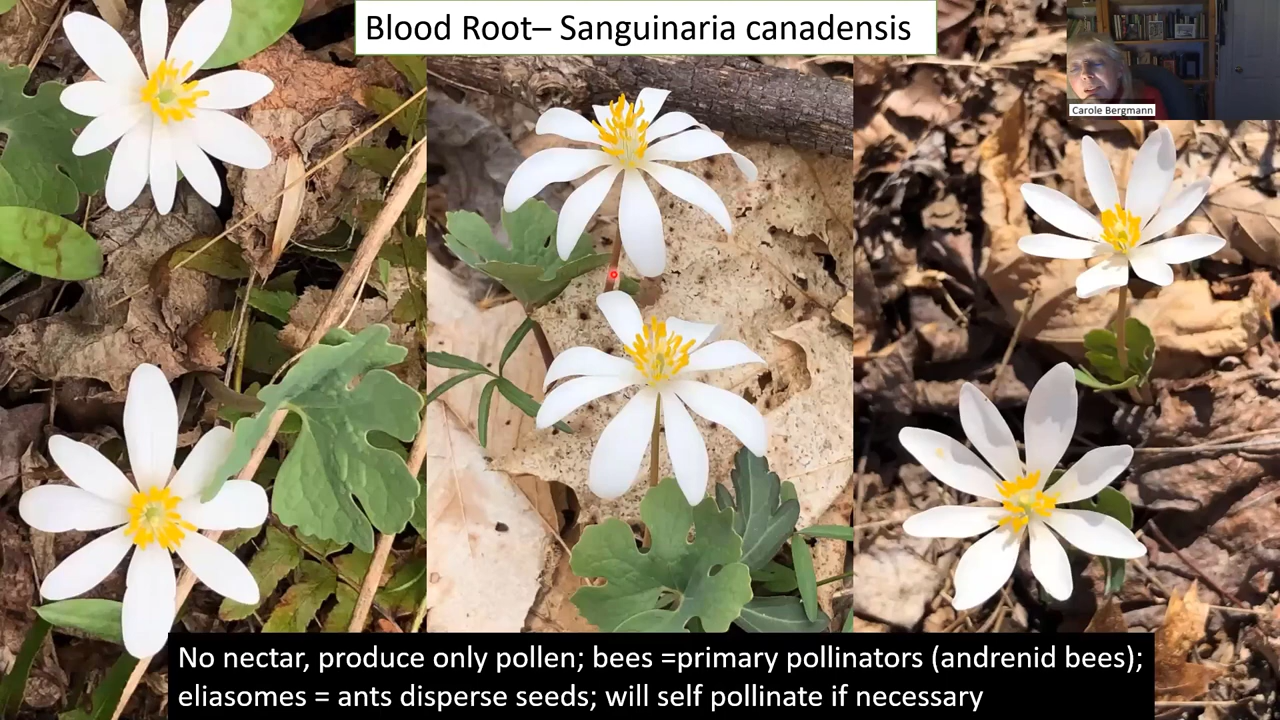 Blood Root– Sanguinaria canadensis
Carole Bergmann
No nectar, produce only pollen; bees =primary pollinators (andrenid bees);
eliasomes = ants disperse seeds; will self pollinate if necessary